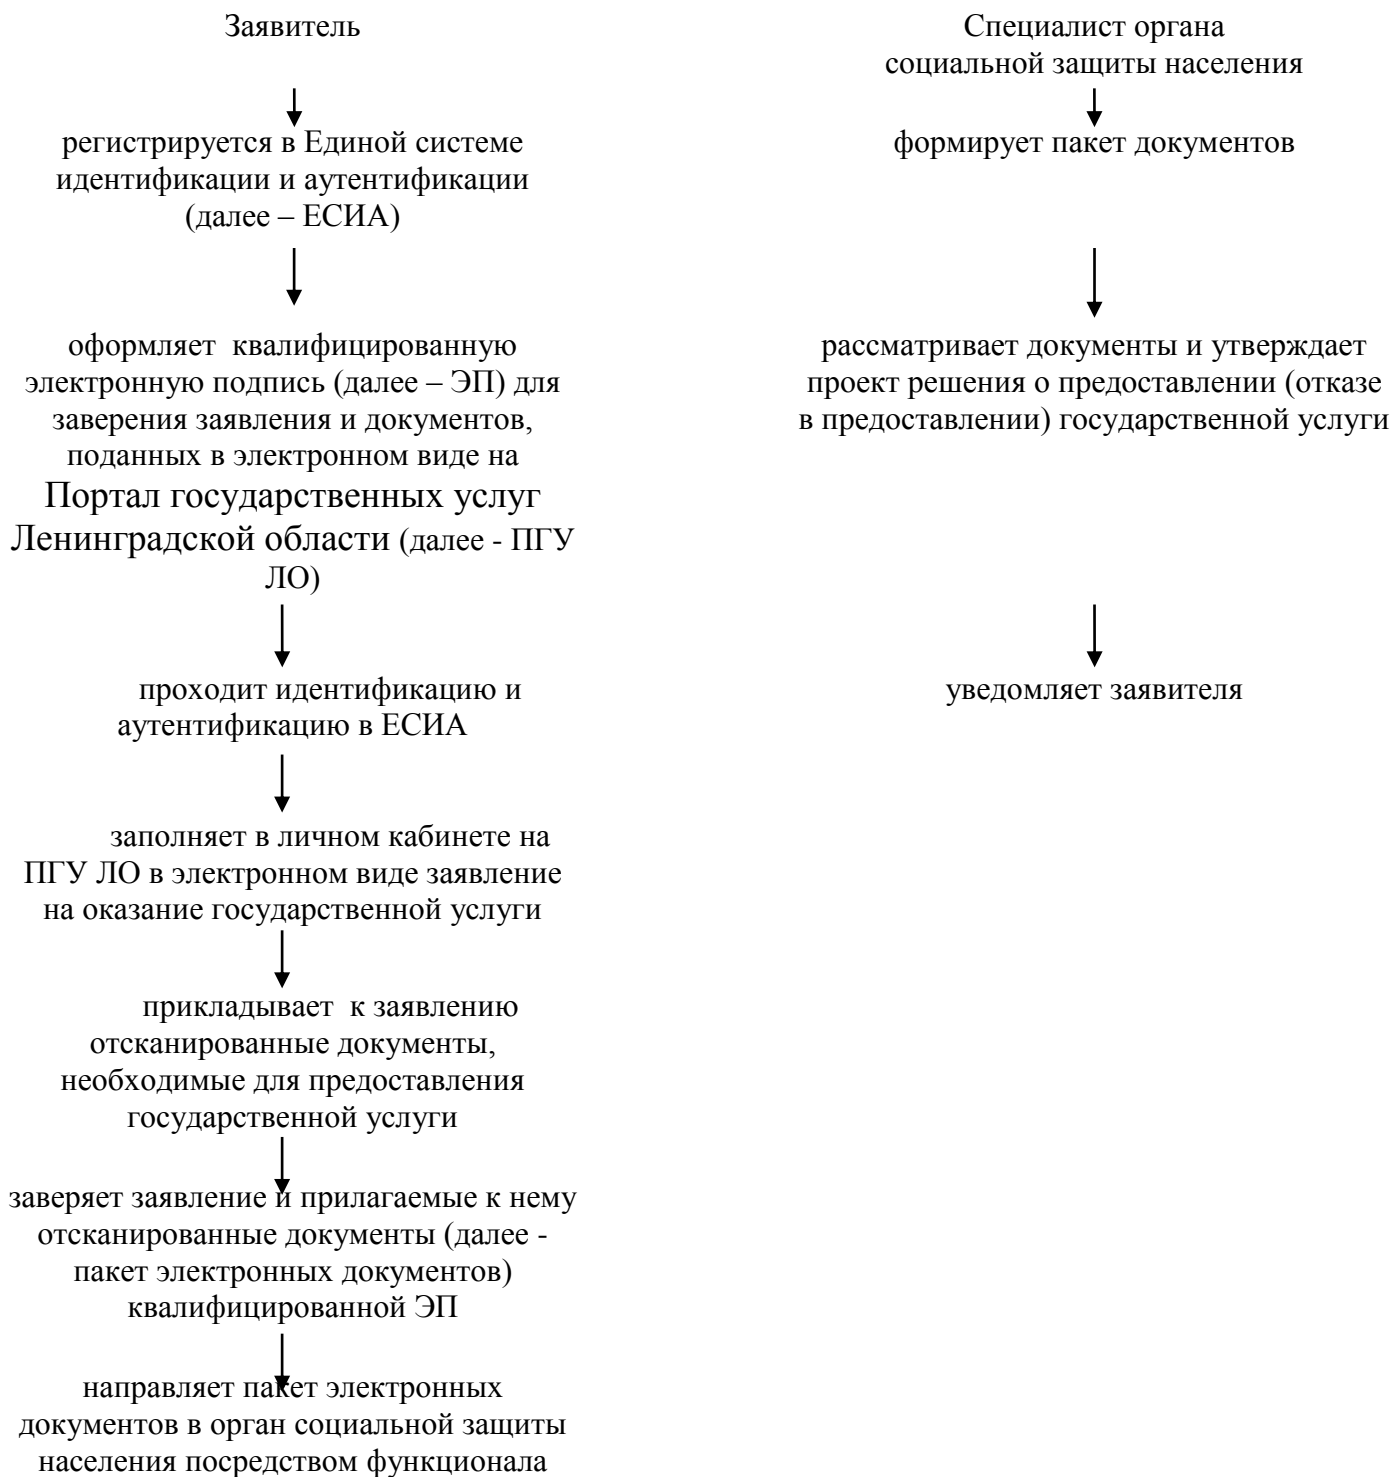 Заявитель
регистрируется в Единой системе
идентификации и аутентификации
(далее – ЕСИА)
оформляет квалифицированную
электронную подпись (далее – ЭП) для
заверения заявления и документов,
поданных в электронном виде на
Портал государственных услуг
Ленинградской области (далее - ПГУ
ЛО)
проходит идентификацию и
аутентификацию в ЕСИА
заполняет в личном кабинете на
ПГУ ЛО в электронном виде заявление
на оказание государственной услуги
прикладывает к заявлению
отсканированные документы,
необходимые для предоставления
государственной услуги
заверяет заявление и прилагаемые к нему
отсканированные документы (далее -
пакет электронных документов)
квалифицированной ЭП
направляет пакет электронных
документов в орган социальной защиты
населения посредством функционала
Специалист органа
социальной защиты населения
формирует пакет документов
рассматривает документы и утверждает
проект решения о предоставлении (отказе
в предоставлении) государственной услуги
уведомляет заявителя